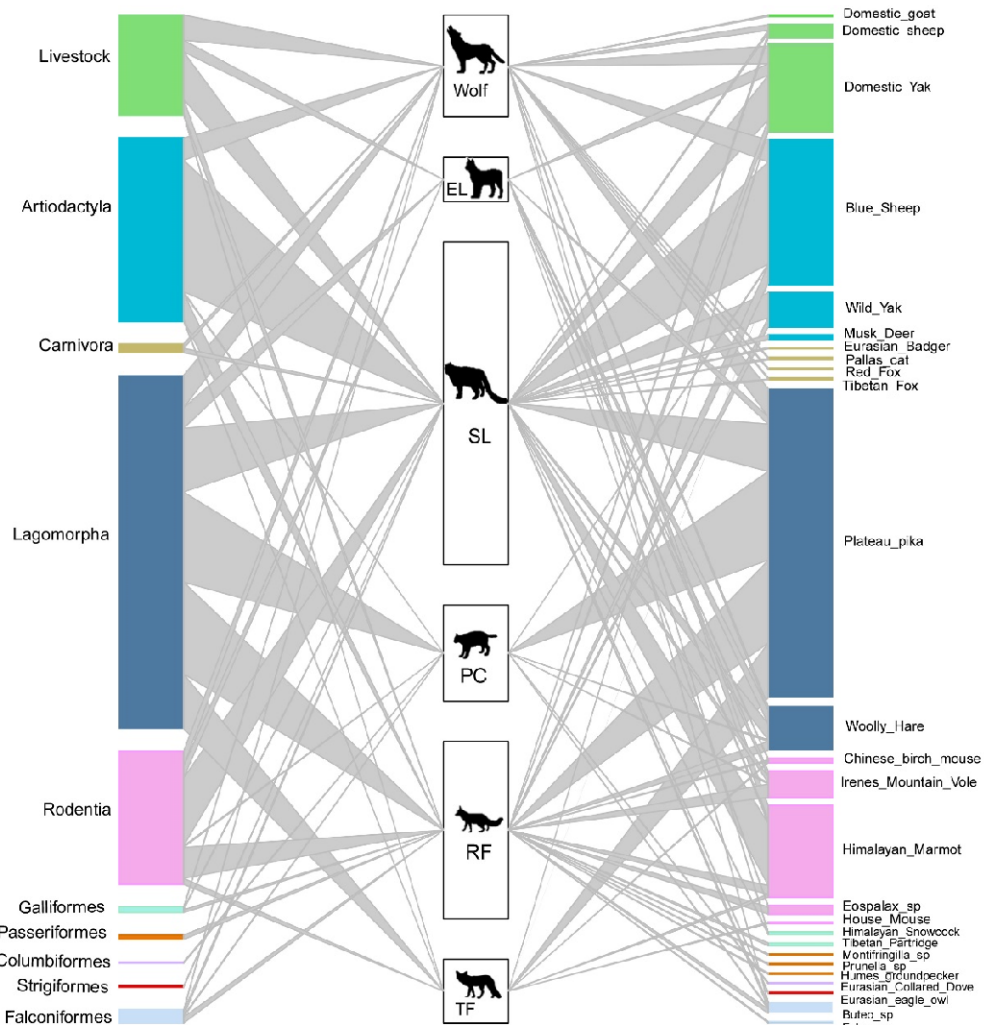 Livestock
Artiodactyla
Carnivora
Lagomorpha
Rodentia
Galliformes
Passeriformes
Columbiformes
Strigiformes
Falconiformes
Wolf
EL
SL
PC
RF
TF
Domestic_goat
Domestic_sheep
Domestic_Yak
Blue_Sheep
Wild_Yak
Musk_Deer
Eurasian_Badger
Pallas_cat
Red_Fox
Tibetan_Fox
Plateau_pika
Woolly_Hare
Chinese_birch_mouse
Irenes_Mountain_Vole
Himalayan_Marmot
Eospalax_sp
House_Mouse
Himalayan_Snowcock
Tibetan_Partridge
Montifringilla_sp
Prunella_sp
Humes_groundpecker
Eurasian_Collared_Dove
Eurasian_eagle_owl
Buteo_sp